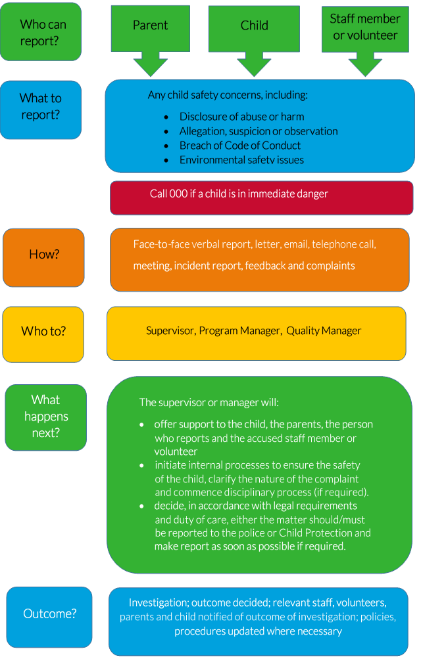 Who can
report?
Parent
Child
Staff member
or volunteer
What to
report?
Any child safety concerns, including:
• Disclosure of abuse or harm
• Allegation, suspicion or observation
• Breach of Code of Conduct
• Environmental safety issues
Call 000 if a child is in immediate danger
How?
Face-to-face verbal report, letter, email, telephone call,
meeting, incident report, feedback and complaints
Who to?
Supervisor, Program Manager, Quality Manager
What
happens
next?
The supervisor or manager will:
• offer support to the child, the parents, the person
who reports and the accused staff member or
volunteer
• initiate internal processes to ensure the safety
of the child, clarify the nature of the complaint
and commence disciplinary process (if required).
• decide, in accordance with legal requirements
and duty of care, either the matter should/must
be reported to the police or Child Protection and
make report as soon as possible if required.
Outcome?
Investigation; outcome decided; relevant staff, volunteers,
parents and child notified of outcome of investigation; policies,
procedures updated where necessary